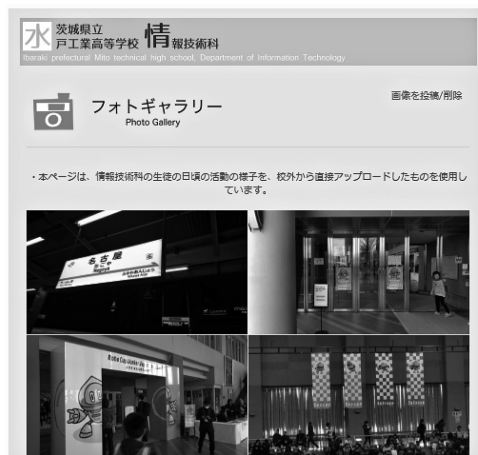 水 茨城県立
戸工業高等学校 情報技術科
Ibaraki prefectural Mito technical high school, Department of Information Technology
画像を投稿/削除
フォトギャラリー
Photo Gallery
・本ページは、情報技術科の生徒の日頃の活動の様子を、校外から直接アップロードしたものを使用し
ています。
名古屋
なごや
Nagoya